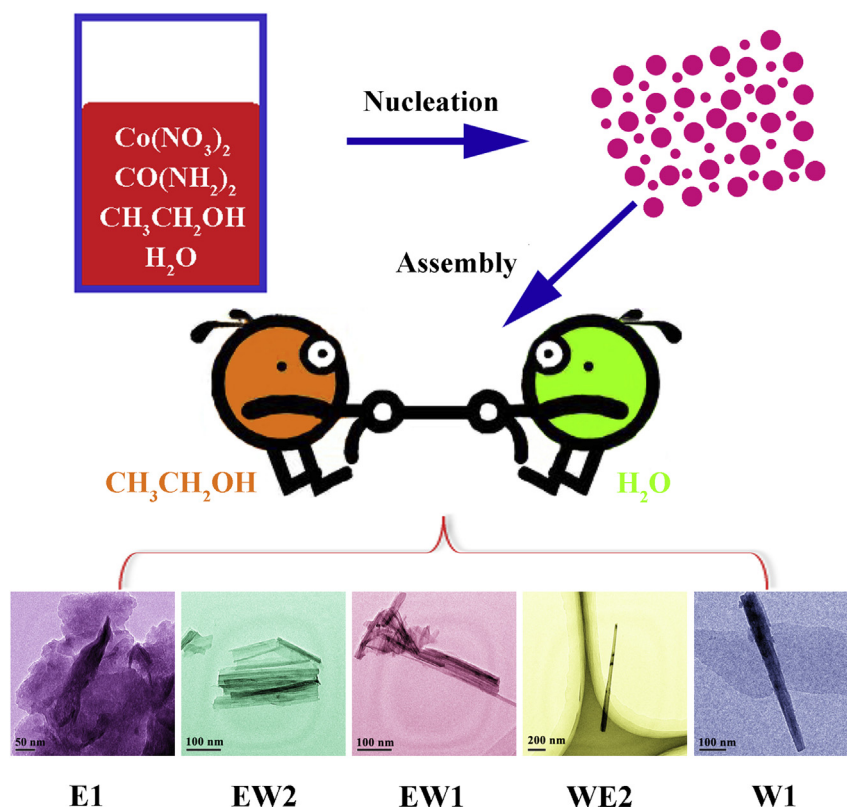 Co(NO₃)₂
CO(NH₂)₂
CH₃CH₂OH
H₂O
Nucleation
Assembly
CH₃CH₂OH
H₂O
50 nm
100 nm
100 nm
200 nm
100 nm
E1
EW2
EW1
WE2
W1